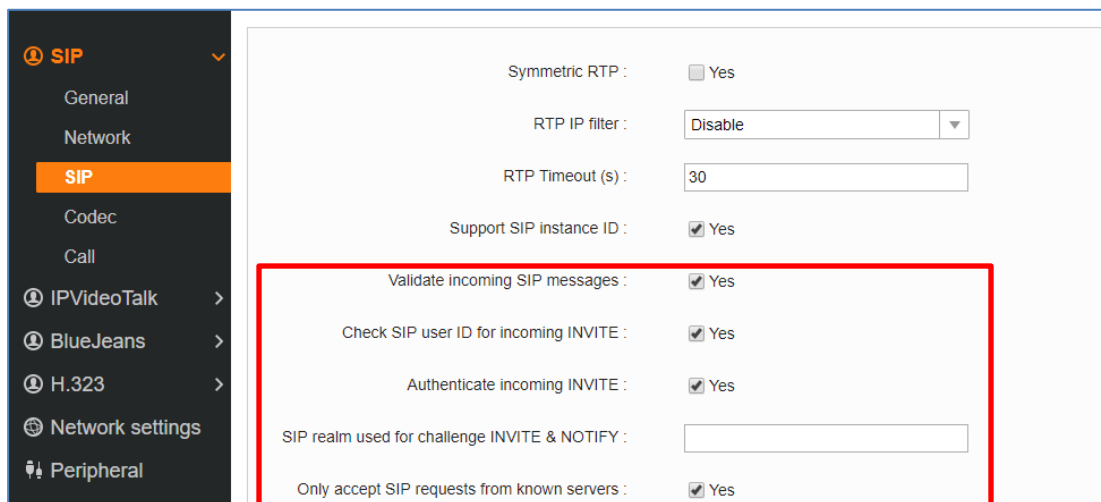 SIP
General
Network
SIP
Codec
Call
IPVideoTalk
BlueJeans
H.323
Network settings
Peripheral
Symmetric RTP : Yes
RTP IP filter : Disable
RTP Timeout (s) : 30
Support SIP instance ID : Yes
Validate incoming SIP messages : Yes
Check SIP user ID for incoming INVITE : Yes
Authenticate incoming INVITE : Yes
SIP realm used for challenge INVITE & NOTIFY :
Only accept SIP requests from known servers : Yes